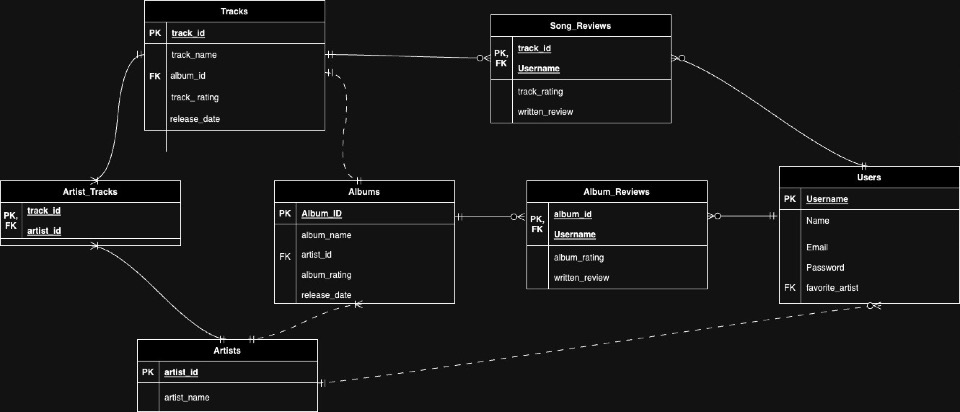 Tracks
PK track_id
track_name
FK album_id
track_rating
release_date
Song_Reviews
PK, FK track_id
Username
track_rating
written_review
Artist_Tracks
PK, FK track_id
artist_id
Albums
PK Album_ID
album_name
FK artist_id
album_rating
release_date
Album_Reviews
PK, FK album_id
Username
album_rating
written_review
Users
PK Username
Name
Email
Password
FK favorite_artist
Artists
PK artist_id
artist_name